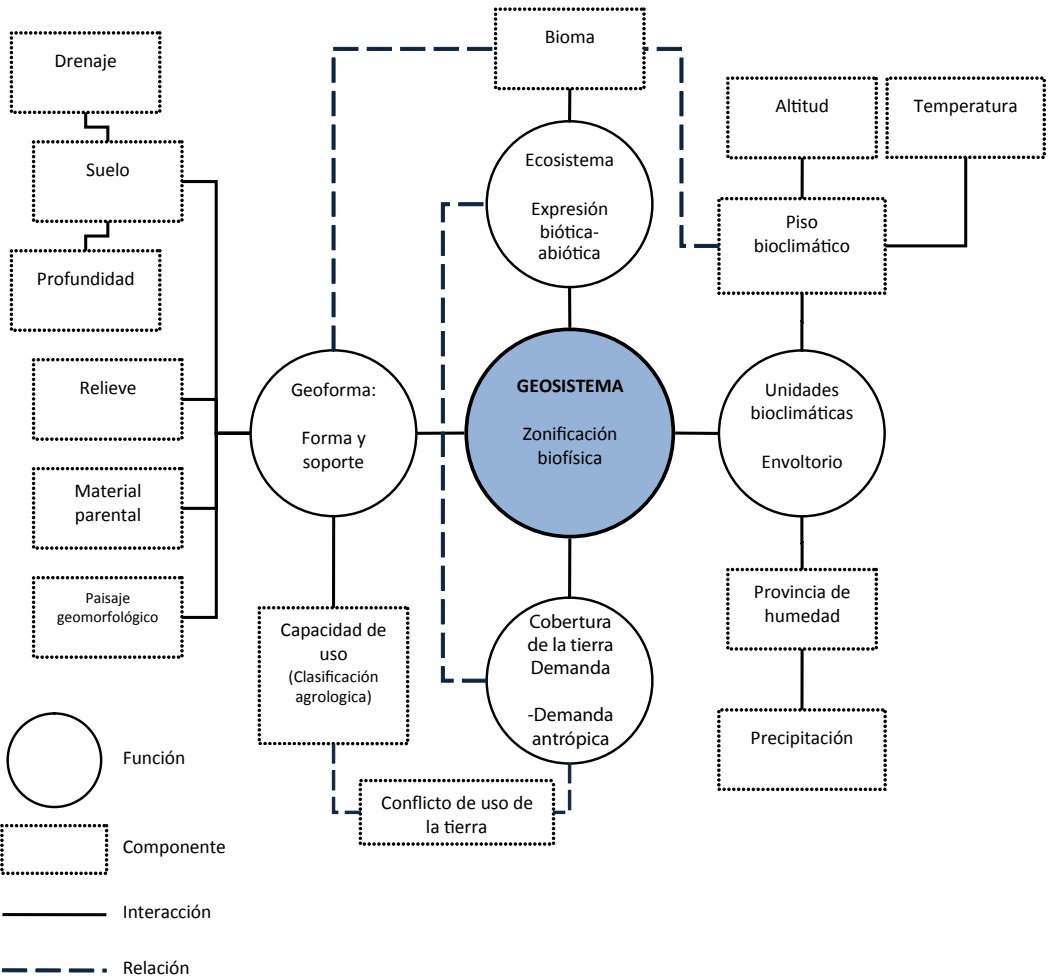 Bioma
Drenaje
Altitud
Temperatura
Ecosistema
Expresión
biótica-
abiótica
Suelo
Piso
bioclimático
Profundidad
Relieve
Geoforma:
Forma y
soporte
GEOSISTEMA
Zonificación
biofísica
Unidades
bioclimáticas
Envoltorio
Material
parental
Paisaje
geomorfológico
Capacidad de
uso
(Clasificación
agrologica)
Cobertura
de la tierra
Demanda
-Demanda
antrópica
Provincia de
humedad
Precipitación
Conflicto de uso de
la tierra
Función
Componente
Interacción
Relación